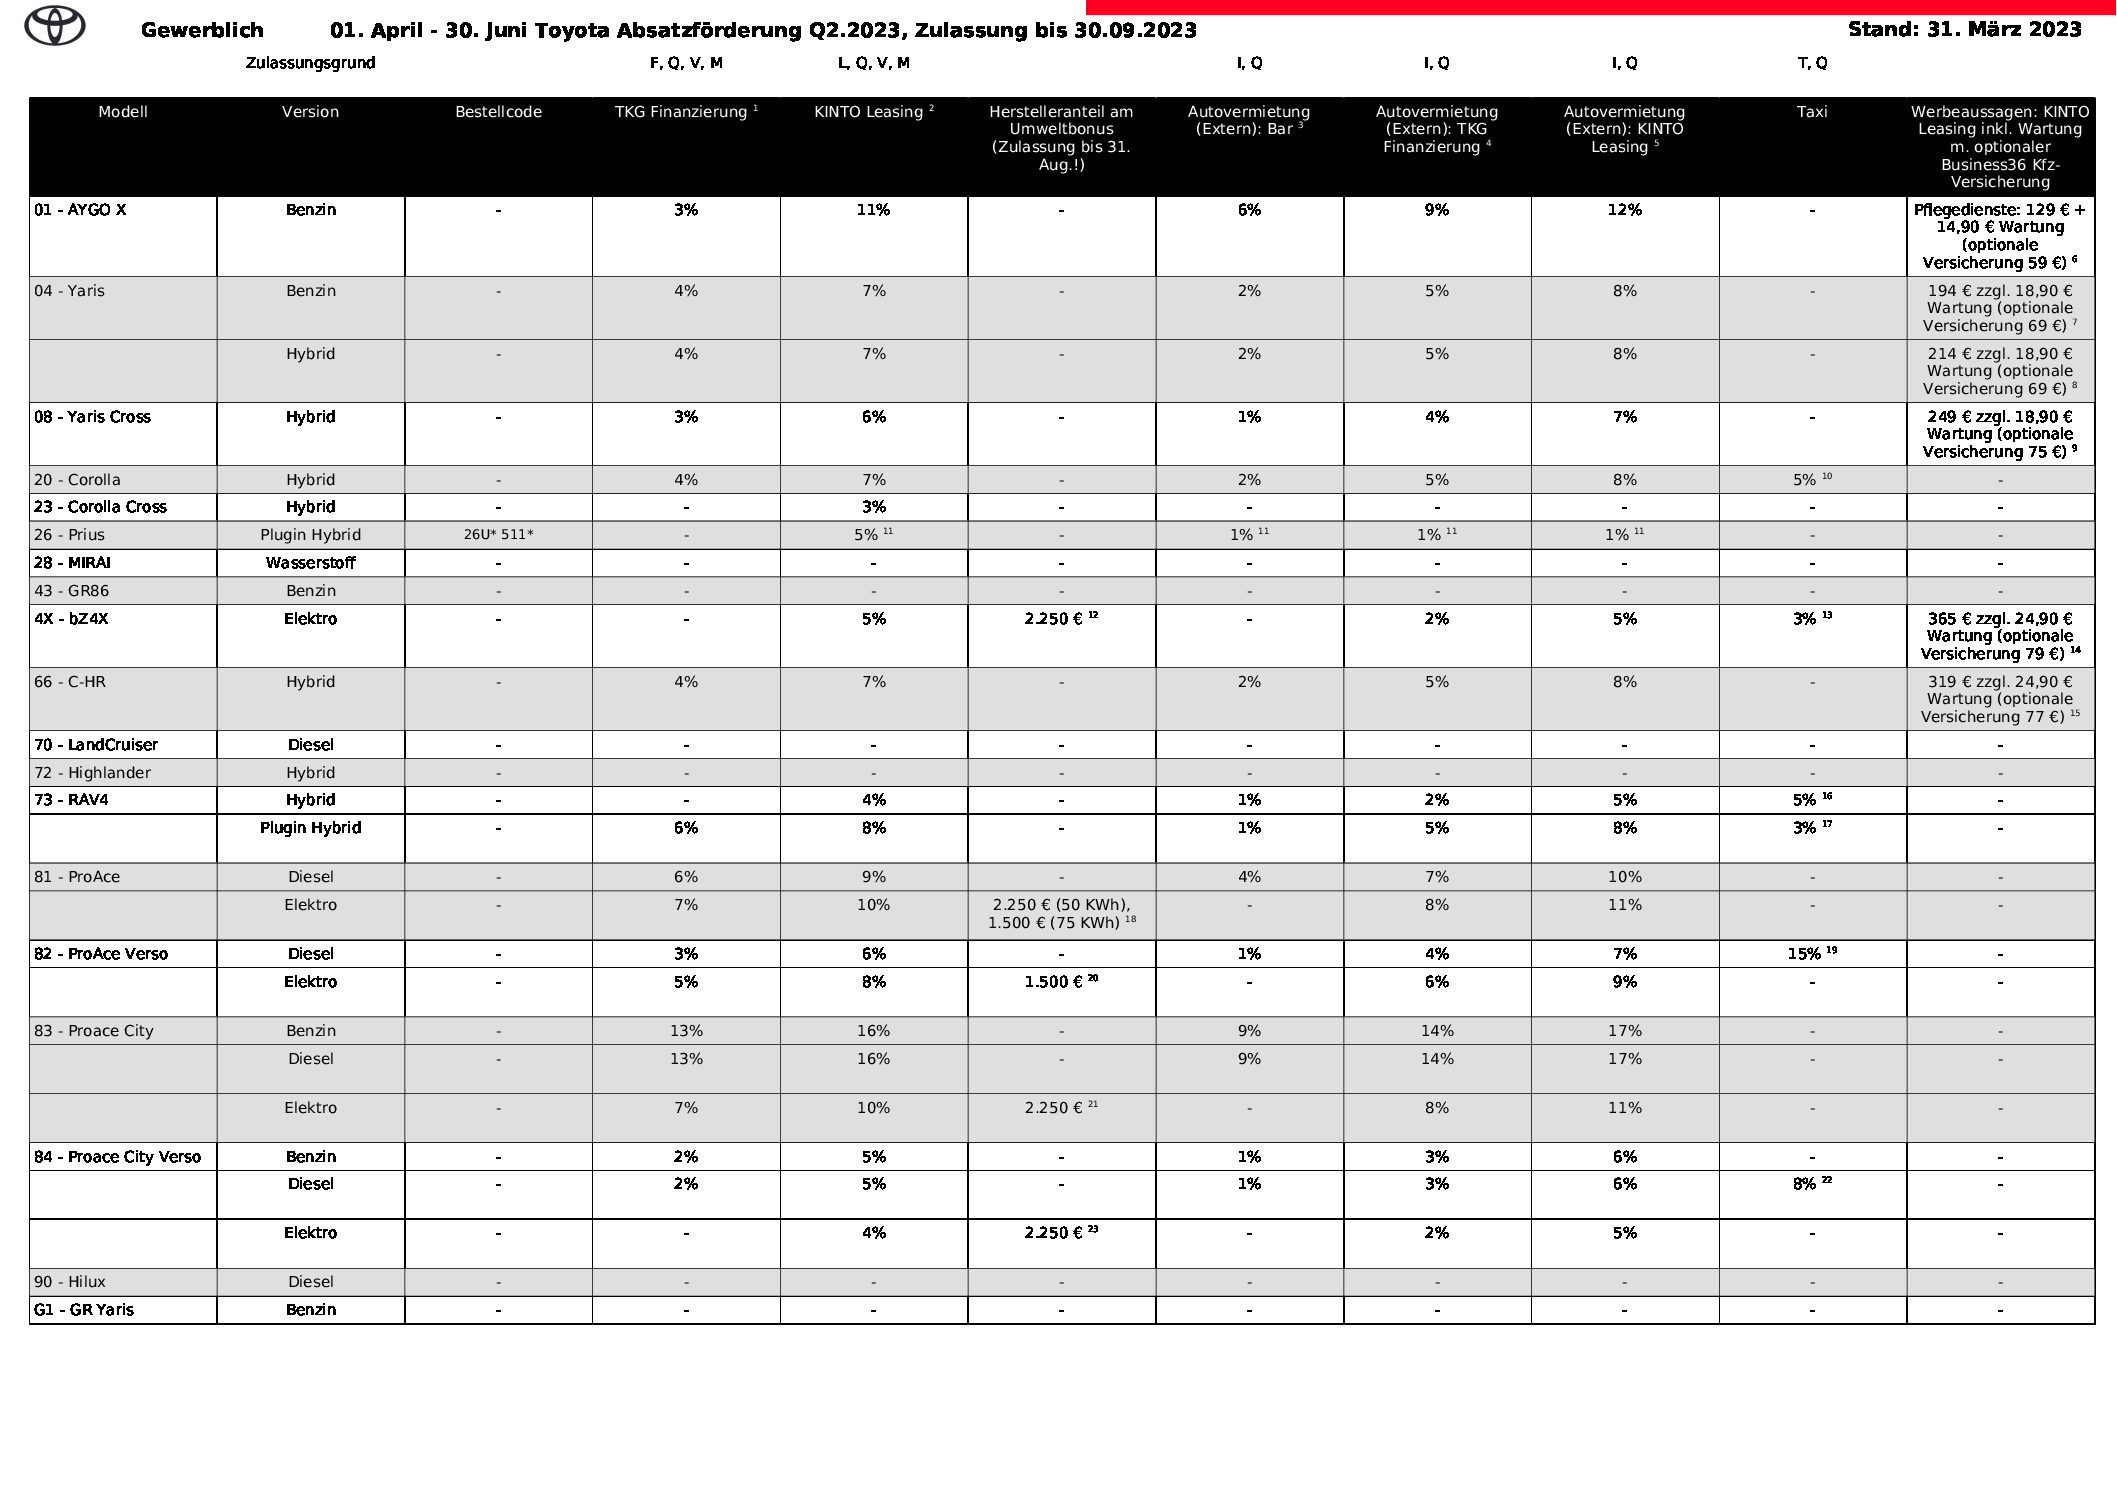 Gewerblich 01. April - 30. Juni Toyota Absatzförderung Q2.2023, Zulassung bis 30.09.2023 Stand: 31. März 2023
Zulassungsgrund F, Q, V, M L, Q, V, M I, Q I, Q I, Q T, Q
Modell Version Bestellcode TKG Finanzierung ¹ KINTO Leasing ² Herstelleranteil am Umweltbonus (Zulassung bis 31. Aug.!) Autovermietung (Extern): Bar ³ Autovermietung (Extern): TKG Finanzierung ⁴ Autovermietung (Extern): KINTO Leasing ⁵ Taxi Werbeaussagen: KINTO Leasing inkl. Wartung m. optionaler Business36 Kfz-Versicherung
01 - AYGO X Benzin - 3% 11% - 6% 9% 12% - Pflegedienste: 129 € + 14,90 € Wartung (optionale Versicherung 59 €) ⁶
04 - Yaris Benzin - 4% 7% - 2% 5% 8% - 194 € zzgl. 18,90 € Wartung (optionale Versicherung 69 €) ⁷
Hybrid - 4% 7% - 2% 5% 8% - 214 € zzgl. 18,90 € Wartung (optionale Versicherung 69 €) ⁸
08 - Yaris Cross Hybrid - 3% 6% - 1% 4% 7% - 249 € zzgl. 18,90 € Wartung (optionale Versicherung 75 €) ⁹
20 - Corolla Hybrid - 4% 7% - 2% 5% 8% 5% ¹⁰ -
23 - Corolla Cross Hybrid - - 3% - - - - - -
26 - Prius Plugin Hybrid 26U* 511* - 5% ¹¹ - 1% ¹¹ 1% ¹¹ 1% ¹¹ - -
28 - MIRAI Wasserstoff - - - - - - - - -
43 - GR86 Benzin - - - - - - - - -
4X - bZ4X Elektro - - 5% 2.250 € ¹² - 2% 5% 3% ¹³ 365 € zzgl. 24,90 € Wartung (optionale Versicherung 79 €) ¹⁴
66 - C-HR Hybrid - 4% 7% - 2% 5% 8% - 319 € zzgl. 24,90 € Wartung (optionale Versicherung 77 €) ¹⁵
70 - LandCruiser Diesel - - - - - - - - -
72 - Highlander Hybrid - - - - - - - - -
73 - RAV4 Hybrid - - 4% - 1% 2% 5% 5% ¹⁶ -
Plugin Hybrid - 6% 8% - 1% 5% 8% 3% ¹⁷ -
81 - ProAce Diesel - 6% 9% - 4% 7% 10% - -
Elektro - 7% 10% 2.250 € (50 KWh), 1.500 € (75 KWh) ¹⁸ - 8% 11% - -
82 - ProAce Verso Diesel - 3% 6% - 1% 4% 7% 15% ¹⁹ -
Elektro - 5% 8% 1.500 € ²⁰ - 6% 9% - -
83 - Proace City Benzin - 13% 16% - 9% 14% 17% - -
Diesel - 13% 16% - 9% 14% 17% - -
Elektro - 7% 10% 2.250 € ²¹ - 8% 11% - -
84 - Proace City Verso Benzin - 2% 5% - 1% 3% 6% - -
Diesel - 2% 5% - 1% 3% 6% 8% ²² -
Elektro - - 4% 2.250 € ²³ - 2% 5% - -
90 - Hilux Diesel - - - - - - - - -
G1 - GR Yaris Benzin - - - - - - - - -